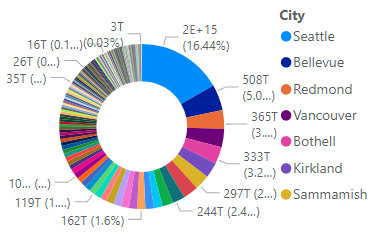 3T
(0.03%)
2E+15
(16.44%)
508T
(5.0...)
365T
(3....)
333T
(3.2...)
297T (2...)
244T (2.4...)
162T (1.6%)
119T (1....)
10... (...)
35T (...)
26T (0...)
16T (0.1...)
City
Seattle
Bellevue
Redmond
Vancouver
Bothell
Kirkland
Sammamish